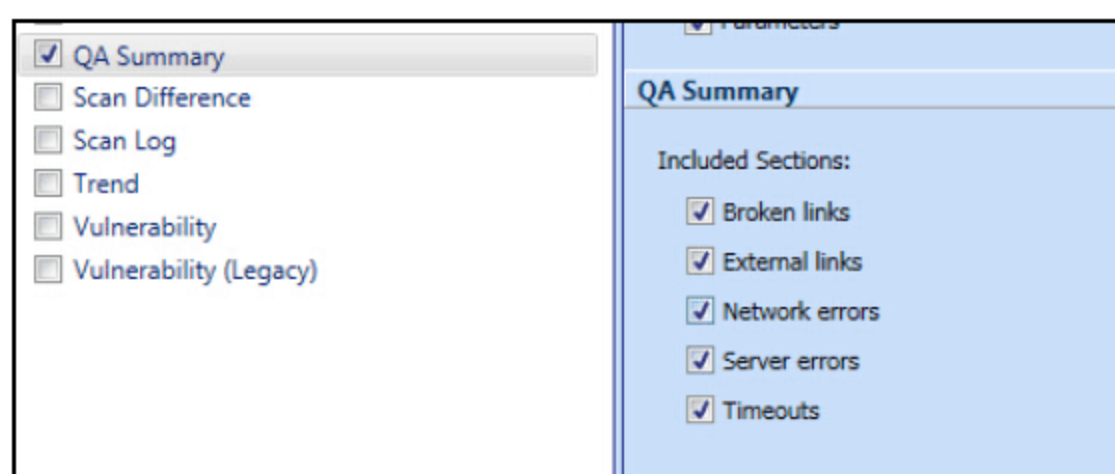 QA Summary
Scan Difference
Scan Log
Trend
Vulnerability
Vulnerability (Legacy)
Parameters
QA Summary
Included Sections:
Broken links
External links
Network errors
Server errors
Timeouts